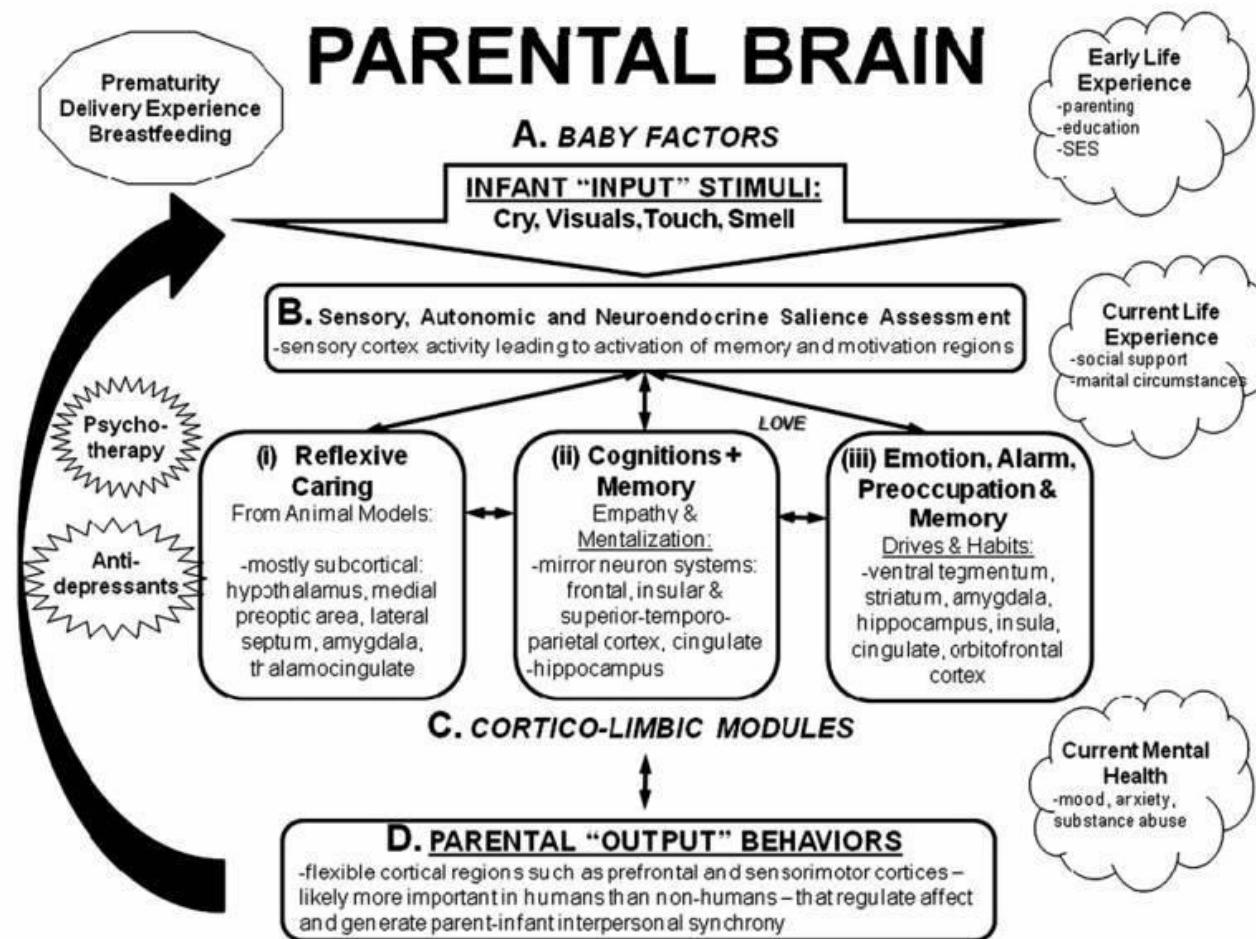 PARENTAL BRAIN
Prematurity
Delivery Experience
Breastfeeding
Early Life
Experience
-parenting
-education
-SES
A. BABY FACTORS
INFANT “INPUT” STIMULI:
Cry, Visuals, Touch, Smell
B. Sensory, Autonomic and Neuroendocrine Salience Assessment
-sensory cortex activity leading to activation of memory and motivation regions
Current Life
Experience
-social support
-marital circumstances
LOVE
Psycho-
therapy
Anti-
depressants
(i) Reflexive
Caring
From Animal Models:
-mostly subcortical:
hypothalamus, medial
preoptic area, lateral
septum, amygdala,
thalamocingulate
(ii) Cognitions +
Memory
Empathy &
Mentalization:
-mirror neuron systems:
frontal, insular &
superior-temporo-
parietal cortex, cingulate
-hippocampus
(iii) Emotion, Alarm,
Preoccupation &
Memory
Drives & Habits:
-ventral tegmentum,
striatum, amygdala,
hippocampus, insula,
cingulate, orbitofrontal
cortex
C. CORTICO-LIMBIC MODULES
Current Mental
Health
-mood, anxiety,
substance abuse
D. PARENTAL “OUTPUT” BEHAVIORS
-flexible cortical regions such as prefrontal and sensorimotor cortices –
likely more important in humans than non-humans – that regulate affect
and generate parent-infant interpersonal synchrony